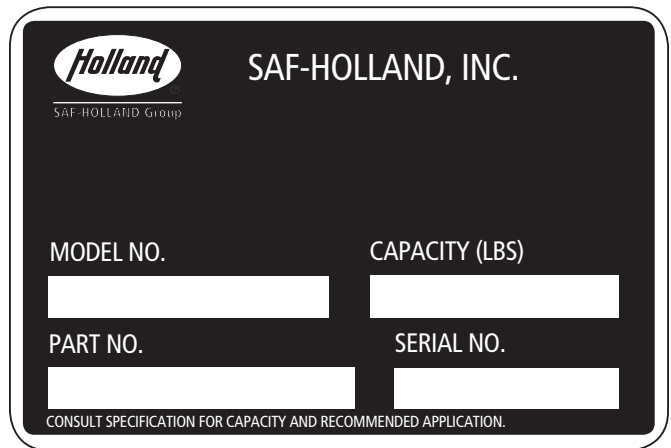 Holland
SAF-HOLLAND, INC.
®
SAF-HOLLAND Group
MODEL NO.
CAPACITY (LBS)
PART NO.
SERIAL NO.
CONSULT SPECIFICATION FOR CAPACITY AND RECOMMENDED APPLICATION.